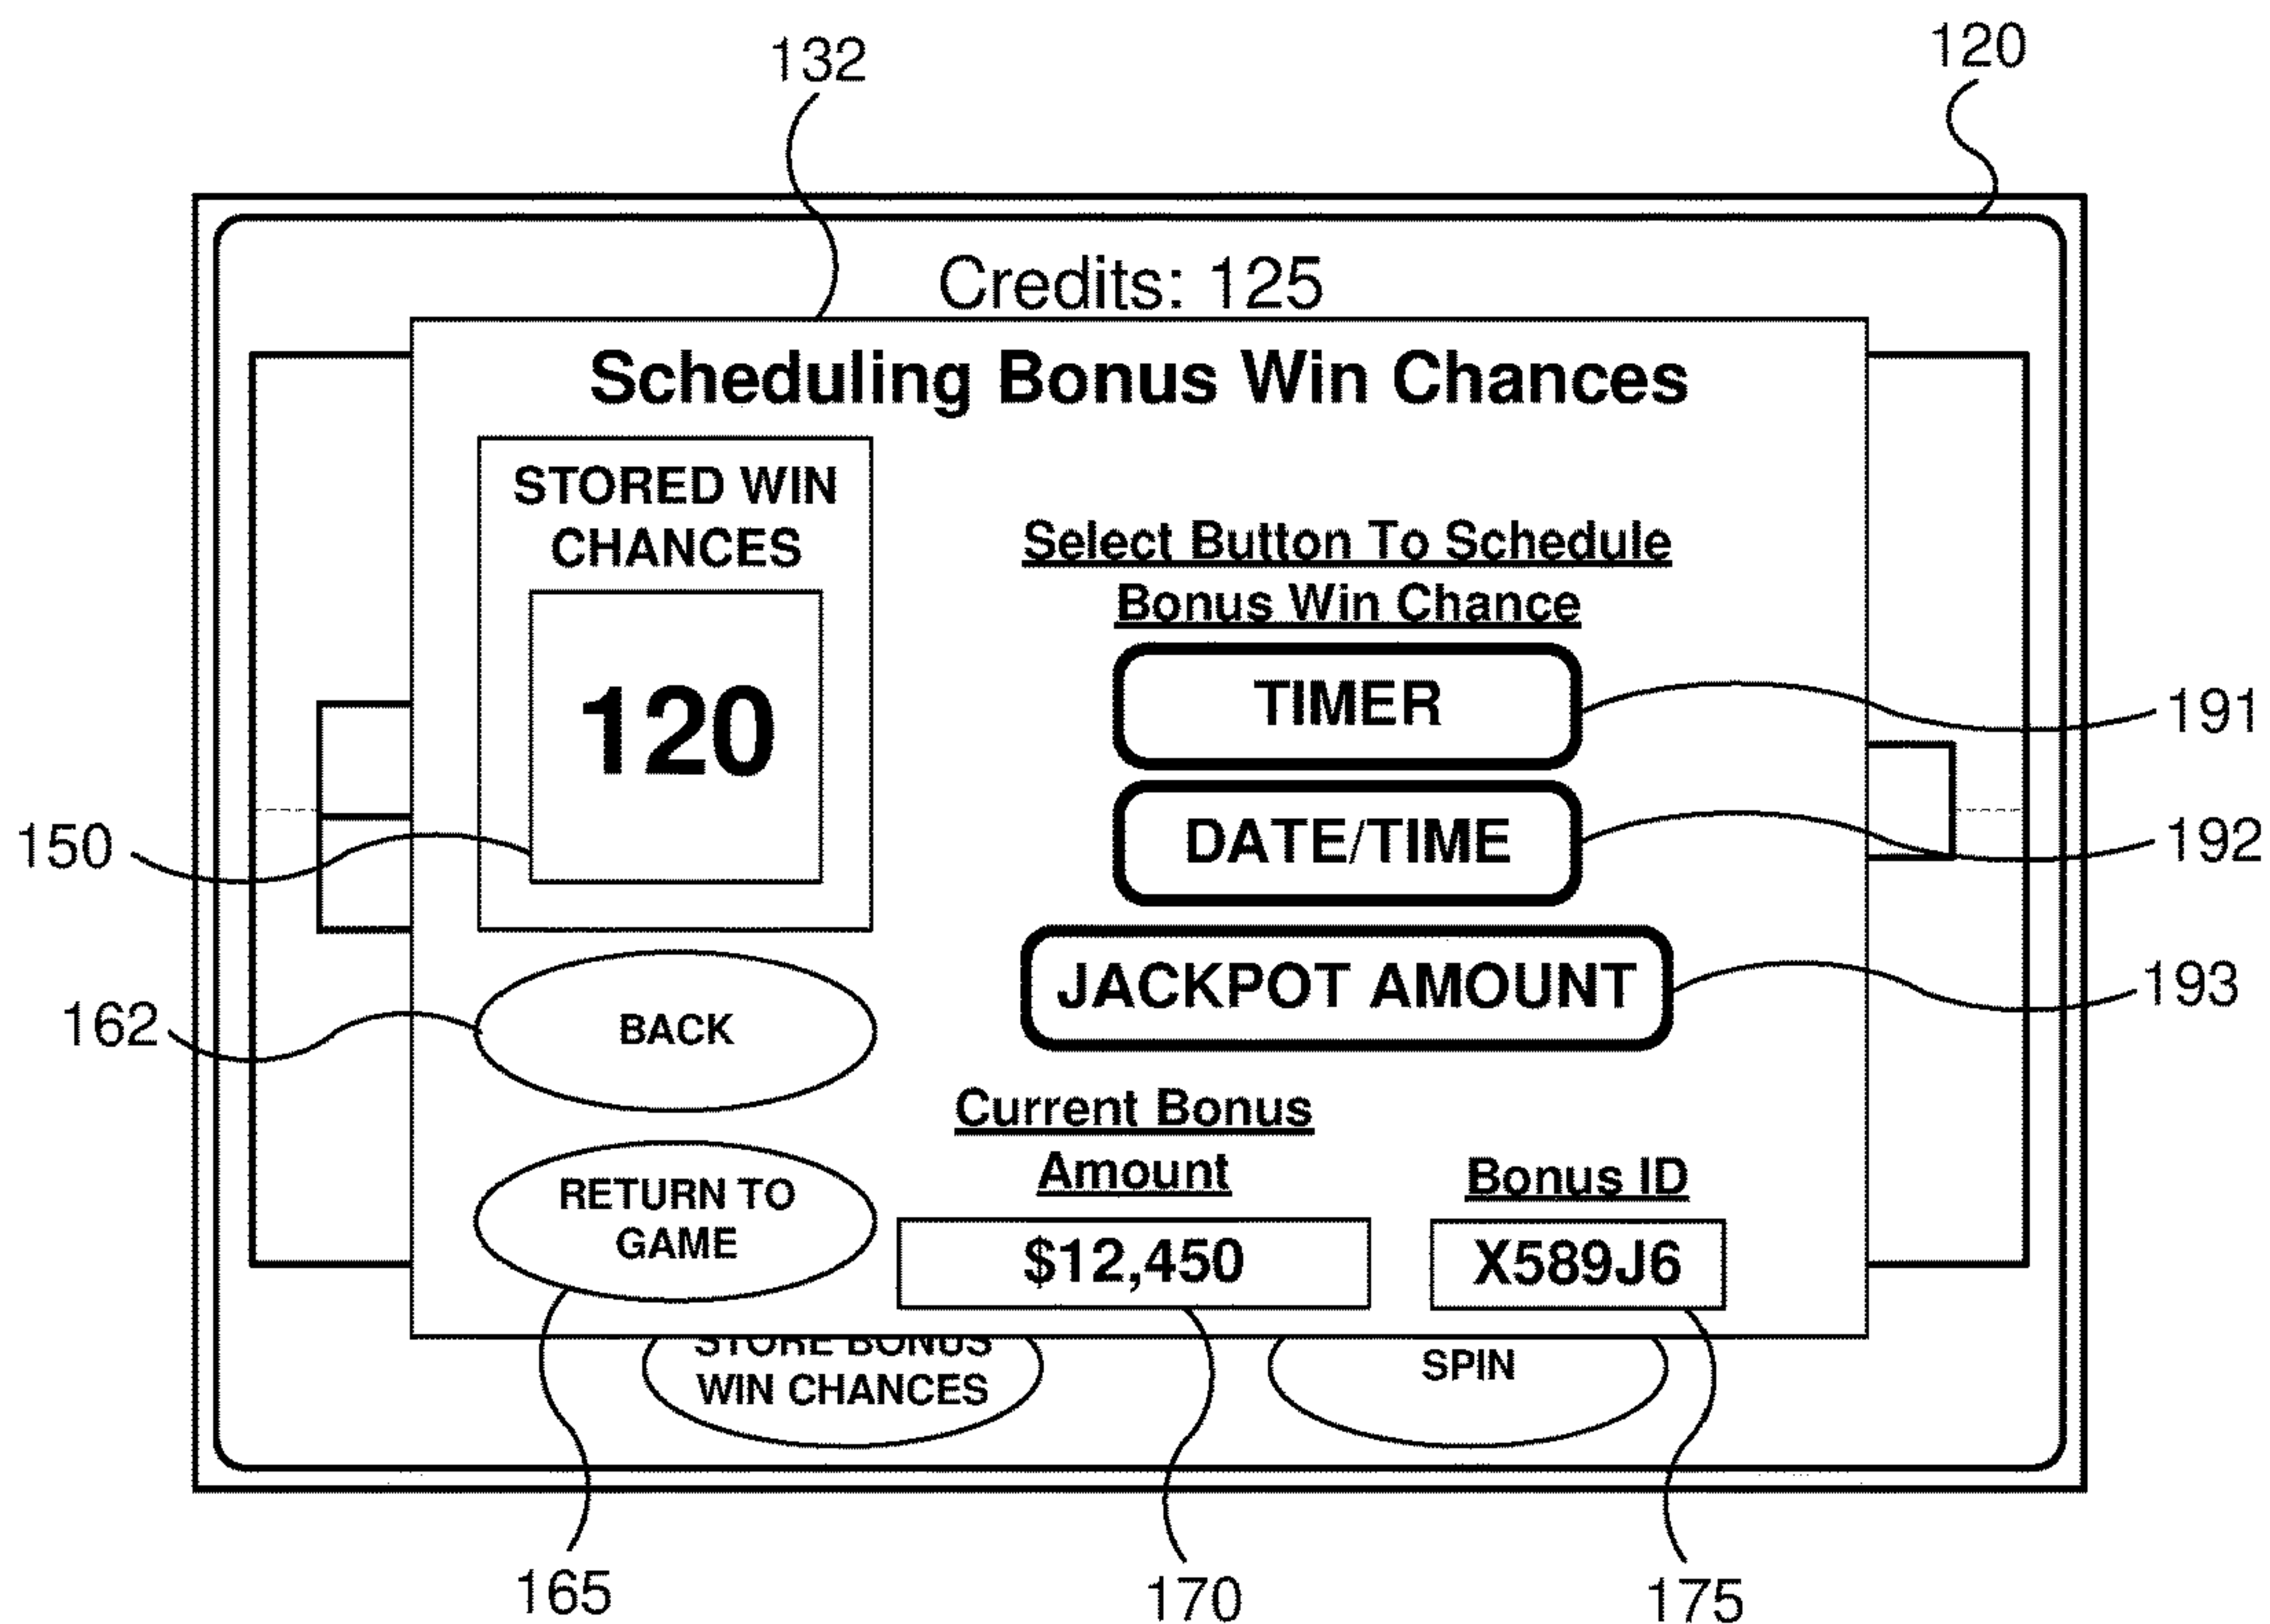 132
120
Credits: 125
Scheduling Bonus Win Chances
STORED WIN
CHANCES
120
Select Button To Schedule
Bonus Win Chance
TIMER
DATE/TIME
JACKPOT AMOUNT
191
192
193
150
162
BACK
RETURN TO
GAME
Current Bonus
Amount
$12,450
Bonus ID
X589J6
STORE BONUS
WIN CHANCES
SPIN
165
170
175